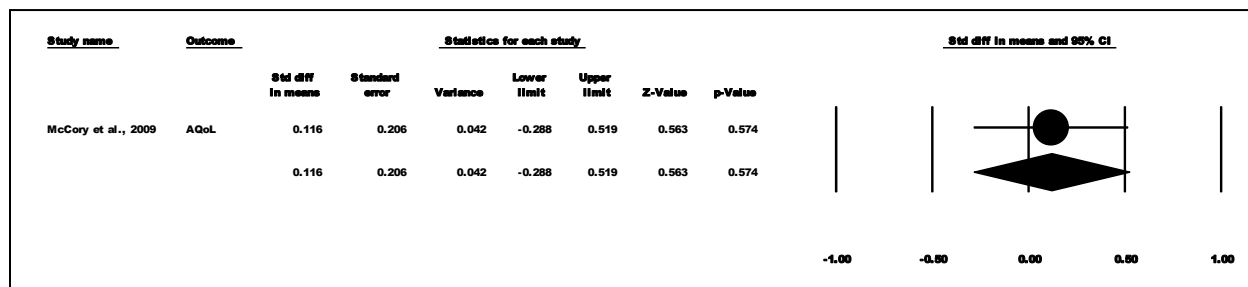 Study name Outcome Statistics for each study Std diff in means and 95% CI
Std diff Standard Lower Upper
in means error Variance limit limit Z-Value p-Value
McCory et al., 2009 AQoL 0.116 0.206 0.042 -0.288 0.519 0.563 0.574
0.116 0.206 0.042 -0.288 0.519 0.563 0.574
-1.00 -0.50 0.00 0.50 1.00